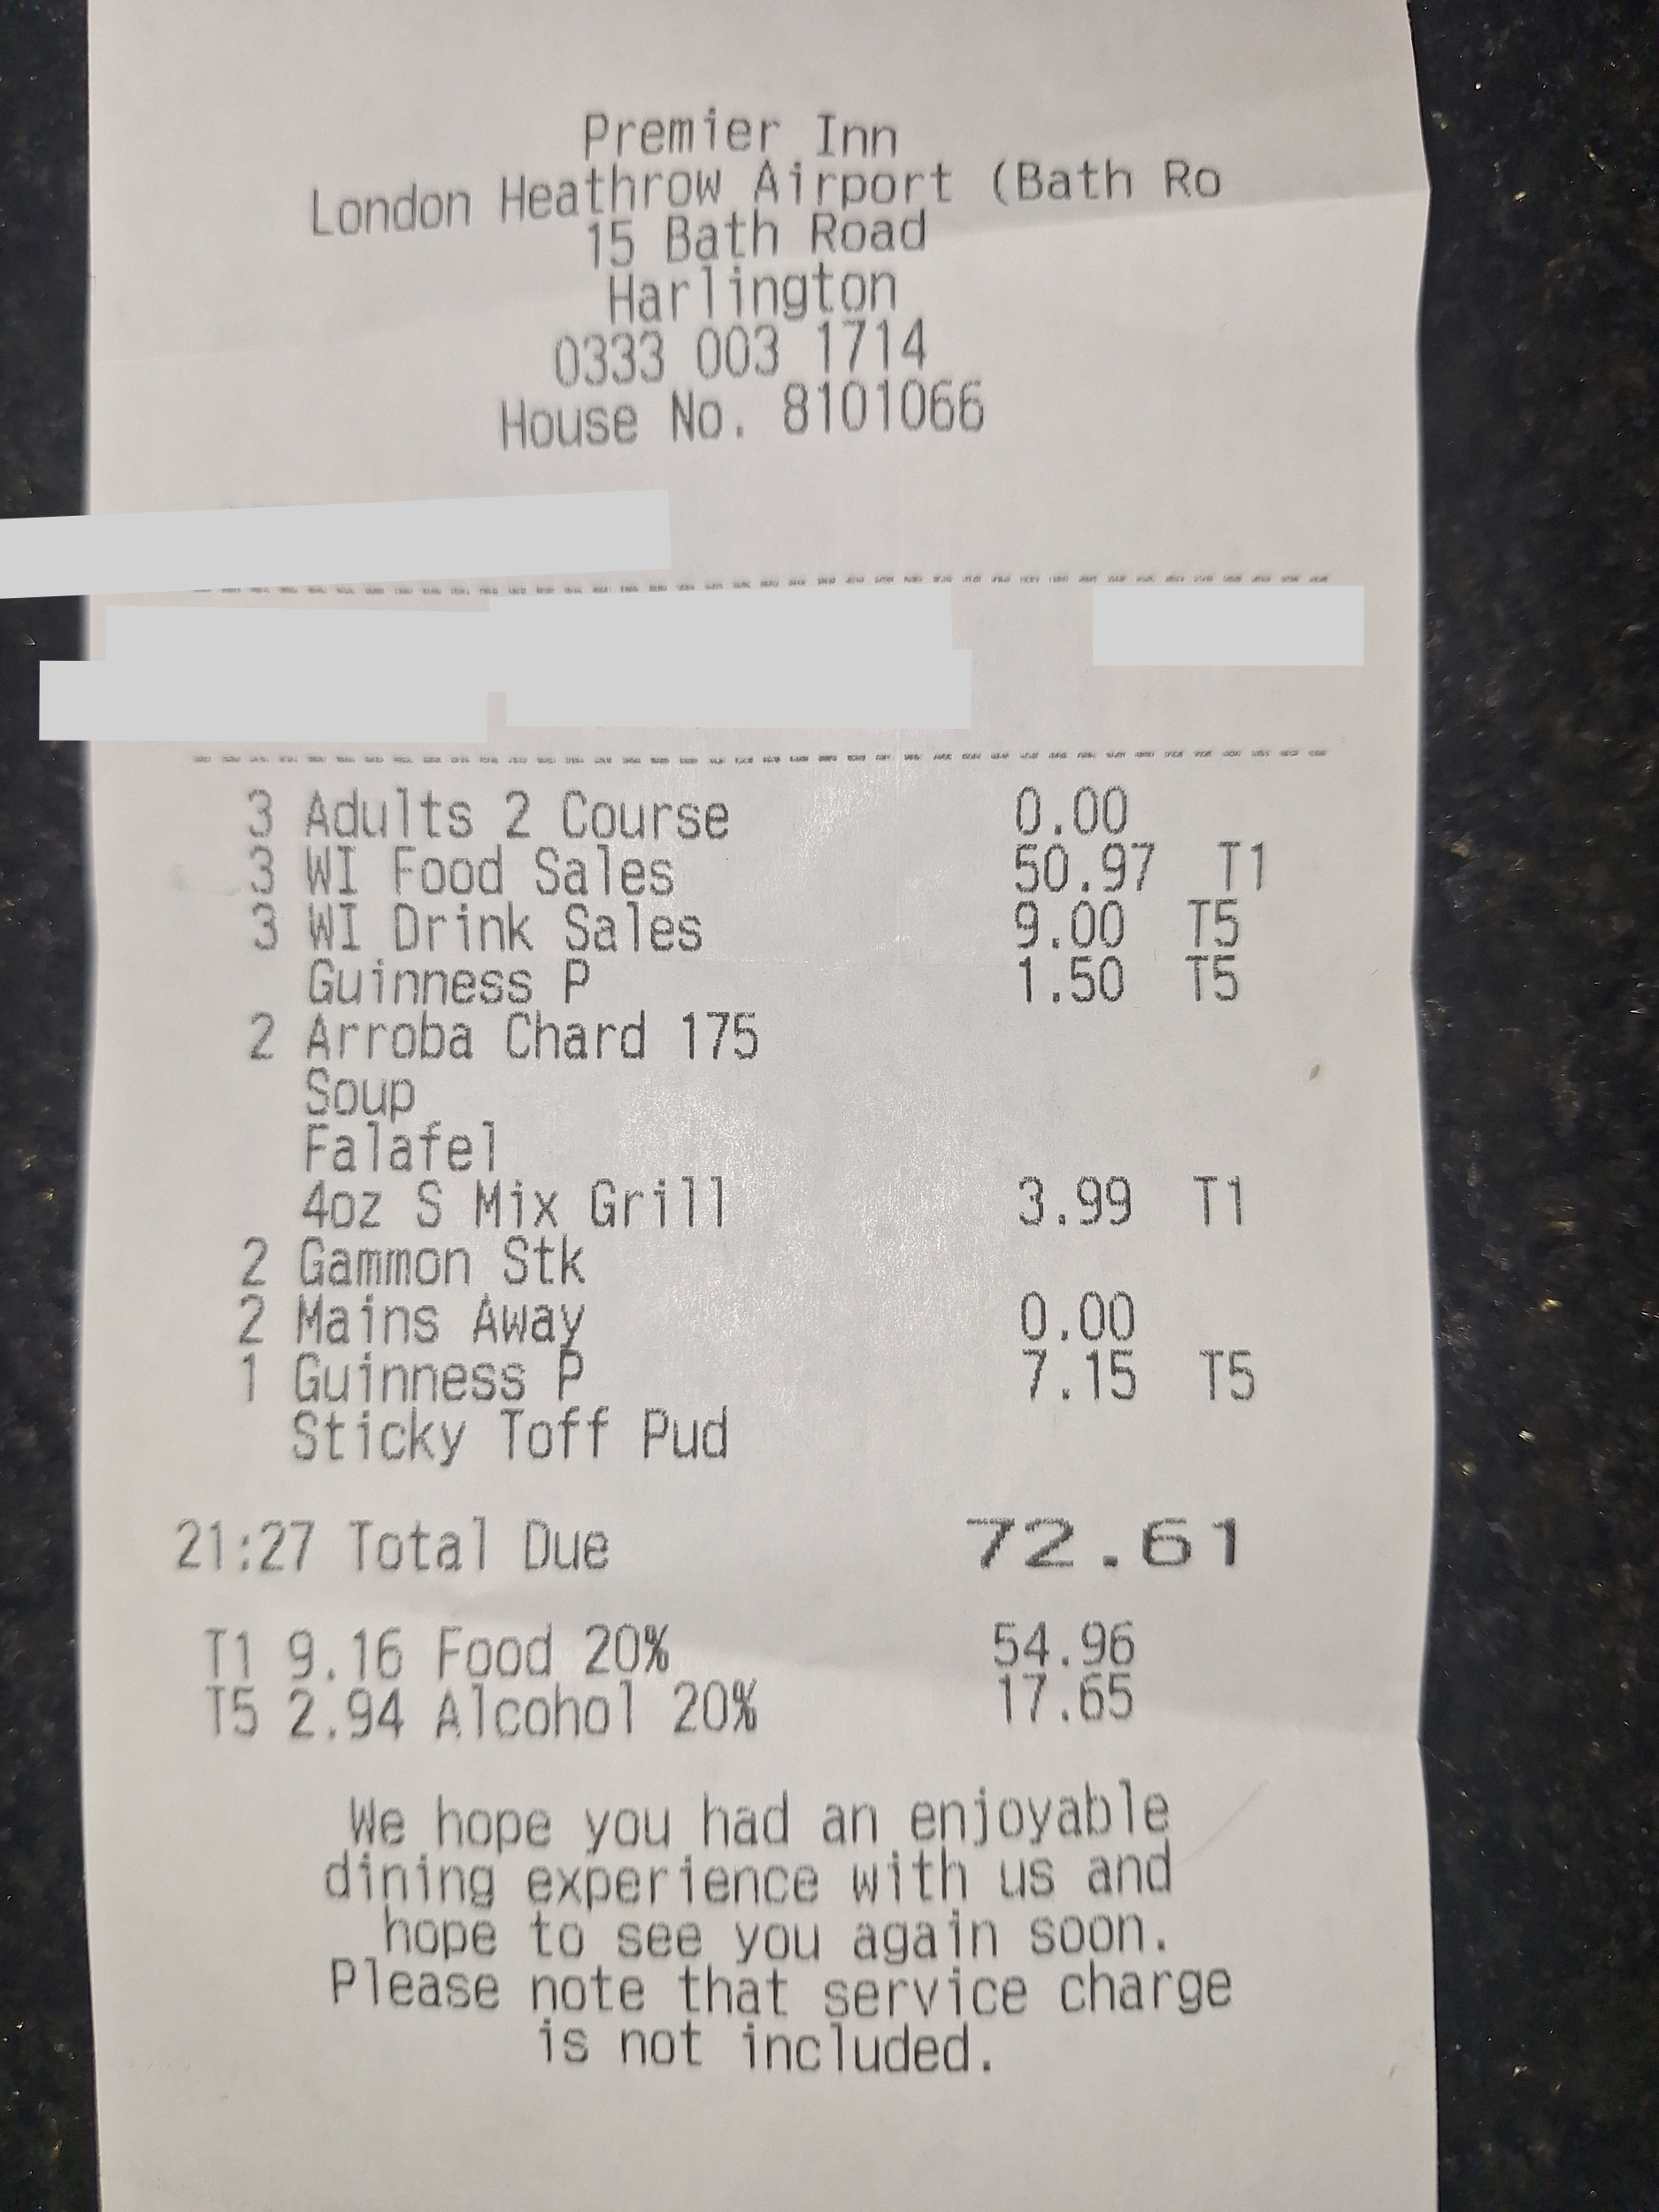 Premier Inn
London Heathrow Airport (Bath Ro
15 Bath Road
Harlington
0333 003 1714
House No. 8101066
3 Adults 2 Course 0.00
3 WI Food Sales 50.97 T1
3 WI Drink Sales 9.00 T5
Guinness P 1.50 T5
2 Arroba Chard 175
Soup
Falafel
4oz S Mix Grill 3.99 T1
2 Gammon Stk
2 Mains Away 0.00
1 Guinness P 7.15 T5
Sticky Toff Pud
21:27 Total Due 72.61
T1 9.16 Food 20% 54.96
T5 2.94 Alcohol 20% 17.65
We hope you had an enjoyable
dining experience with us and
hope to see you again soon.
Please note that service charge
is not included.